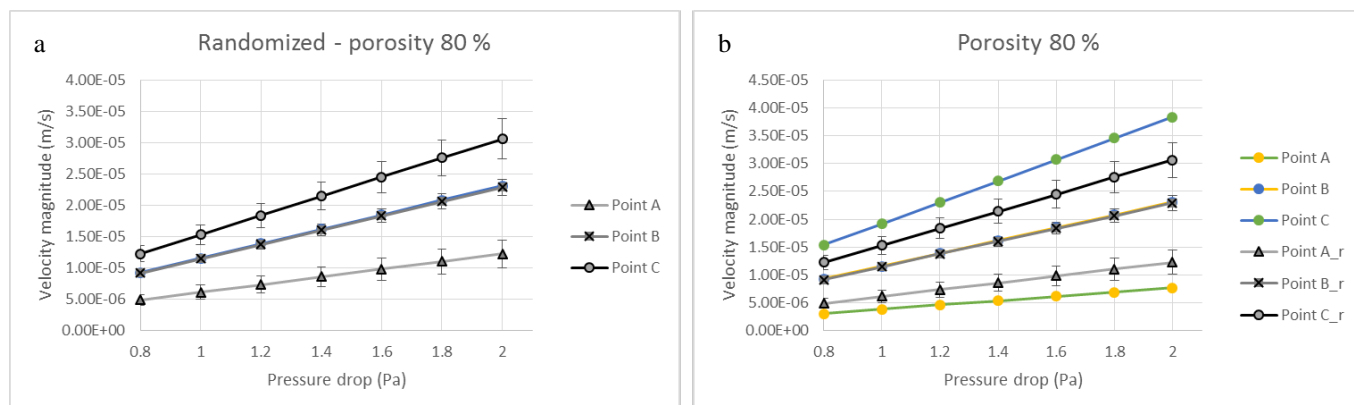 a
Randomized - porosity 80 %
4.00E-05
3.50E-05
3.00E-05
2.50E-05
2.00E-05
1.50E-05
1.00E-05
5.00E-06
0.00E+00
Velocity magnitude (m/s)
0.8 1 1.2 1.4 1.6 1.8 2
Pressure drop (Pa)
Point A
Point B
Point C
b
Porosity 80 %
4.50E-05
4.00E-05
3.50E-05
3.00E-05
2.50E-05
2.00E-05
1.50E-05
1.00E-05
5.00E-06
0.00E+00
Velocity magnitude (m/s)
0.8 1 1.2 1.4 1.6 1.8 2
Pressure drop (Pa)
Point A
Point B
Point C
Point A_r
Point B_r
Point C_r